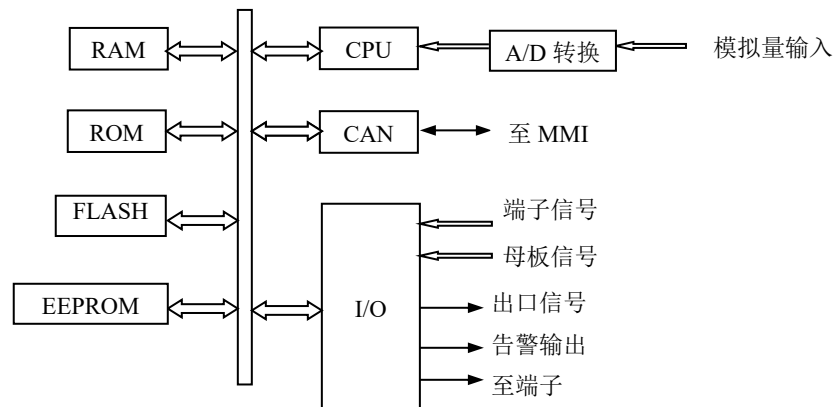 RAM
CPU
A/D 转换
模拟量输入
ROM
CAN
至 MMI
FLASH
端子信号
母板信号
EEPROM
I/O
出口信号
告警输出
至端子